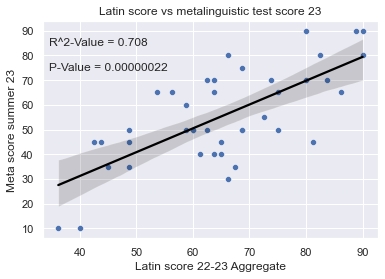 Latin score vs metalinguistic test score 23
R^2-Value = 0.708
P-Value = 0.00000022
Meta score summer 23
90
80
70
60
50
40
30
20
10
40 50 60 70 80 90
Latin score 22-23 Aggregate